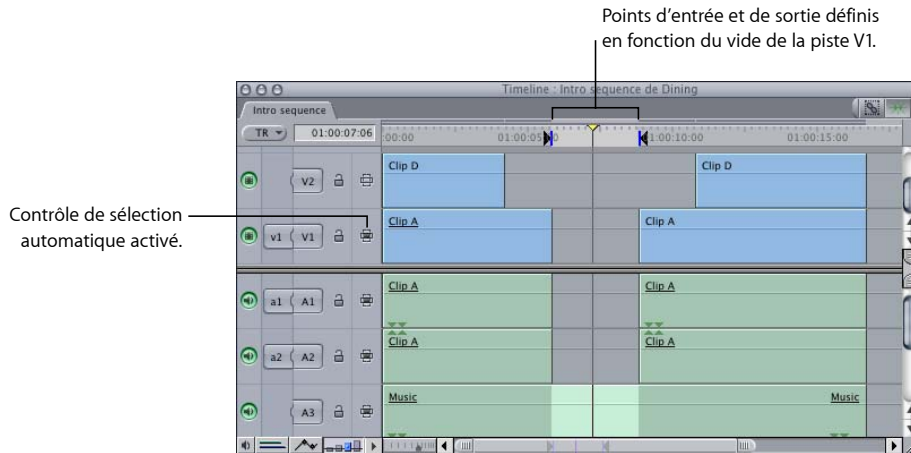 Points d'entrée et de sortie définis
en fonction du vide de la piste V1.
Timeline : Intro sequence de Dining
Intro sequence
TR 01:00:07:06 00:00 01:00:05 0 01:00:10:00 01:00:15:00
V2 Clip D Clip D
Contrôle de sélection
automatique activé.
v1 V1 Clip A Clip A
a1 A1 Clip A Clip A
a2 A2 Clip A Clip A
A3 Music Music